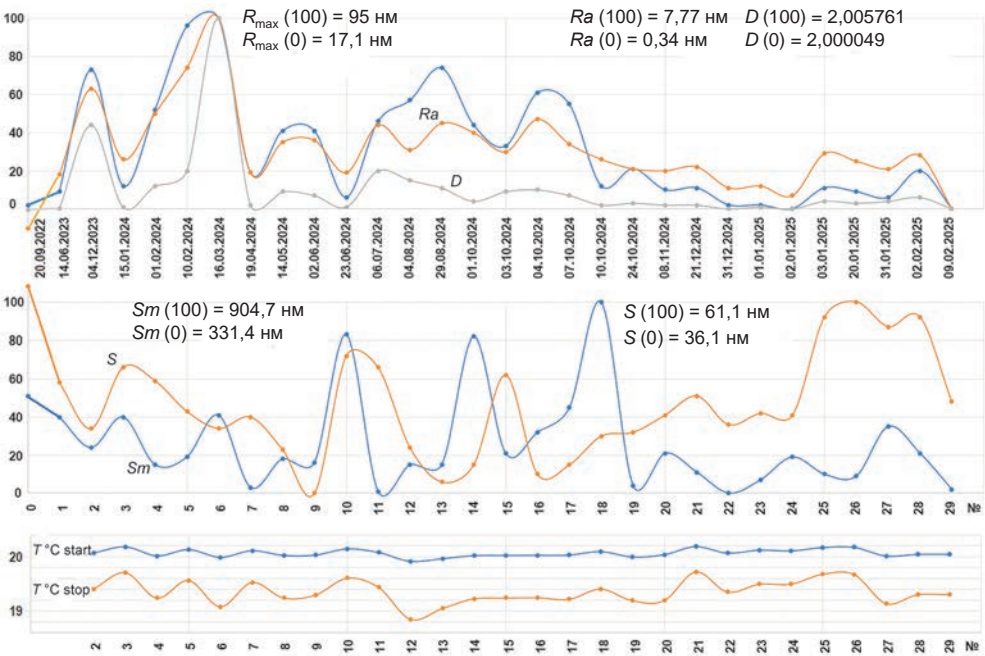 R max (100) = 95 нм
R max (0) = 17,1 нм
Ra (100) = 7,77 нм D (100) = 2,005761
Ra (0) = 0,34 нм D (0) = 2,000049
100
80
60
40
20
0
Ra
D
20.09.2022
14.06.2023
04.12.2023
15.01.2024
01.02.2024
10.02.2024
16.03.2024
19.04.2024
14.05.2024
02.06.2024
23.06.2024
06.07.2024
04.08.2024
29.08.2024
01.10.2024
03.10.2024
04.10.2024
07.10.2024
10.10.2024
24.10.2024
08.11.2024
21.12.2024
31.12.2024
01.01.2025
02.01.2025
03.01.2025
20.01.2025
31.01.2025
02.02.2025
09.02.2025
Sm (100) = 904,7 нм
Sm (0) = 331,4 нм
S (100) = 61,1 нм
S (0) = 36,1 нм
100
80
60
40
20
0
S
Sm
0 1 2 3 4 5 6 7 8 9 10 11 12 13 14 15 16 17 18 19 20 21 22 23 24 25 26 27 28 29 №
20
19
T °C start
T °C stop
2 3 4 5 6 7 8 9 10 11 12 13 14 15 16 17 18 19 20 21 22 23 24 25 26 27 28 29 №